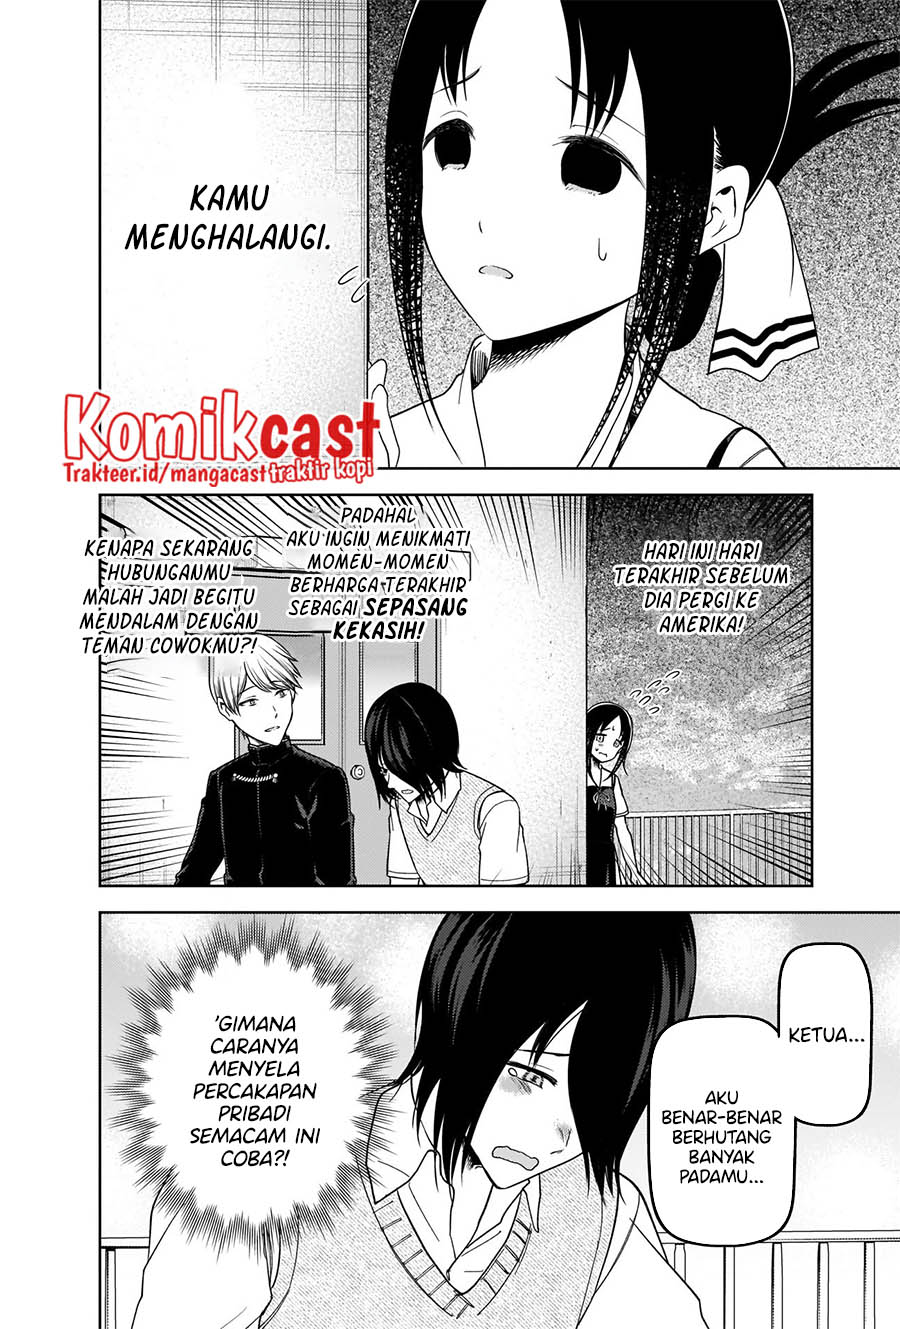 KAMU
MENGHALANGI.
Komikcast
Trakteer.id/mangacast traktir kopi
HARI INI HARI
TERAKHIR SEBELUM
DIA PERGI KE
AMERIKA!
PADAHAL
AKU INGIN MENIKMATI
MOMEN-MOMEN
BERHARGA TERAKHIR
SEBAGAI SEPASANG
KEKASIH!
KENAPA SEKARANG
HUBUNGANMU
MALAH JADI BEGITU
MENDALAM DENGAN
TEMAN COWOKMU?!
KETUA...
AKU
BENAR-BENAR
BERHUTANG
BANYAK
PADAMU...
'GIMANA
CARANYA
MENYELA
PERCAKAPAN
PRIBADI
SEMACAM INI
COBA?!